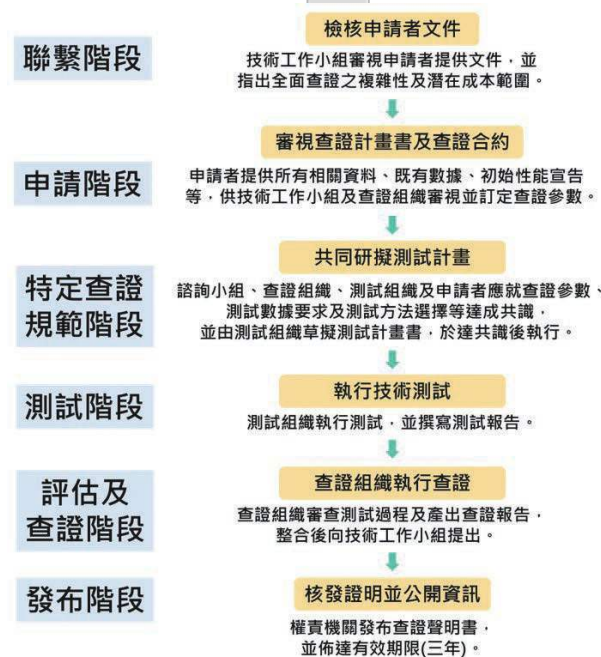 聯繫階段
檢核申請者文件
技術工作小組審視申請者提供文件，並
指出全面查證之複雜性及潛在成本範圍。
申請階段
審視查證計畫書及查證合約
申請者提供所有相關資料、既有數據、初始性能宣告
等，供技術工作小組及查證組織審視並訂定查證參數。
特定查證
規範階段
共同研擬測試計畫
諮詢小組、查證組織、測試組織及申請者應就查證參數、
測試數據要求及測試方法選擇等達成共識，
並由測試組織草擬測試計畫書，於達共識後執行。
測試階段
執行技術測試
測試組織執行測試，並撰寫測試報告。
評估及
查證階段
查證組織執行查證
查證組織審查測試過程及產出查證報告，
整合後向技術工作小組提出。
發布階段
核發證明並公開資訊
權責機關發布查證聲明書，
並佈達有效期限(三年)。